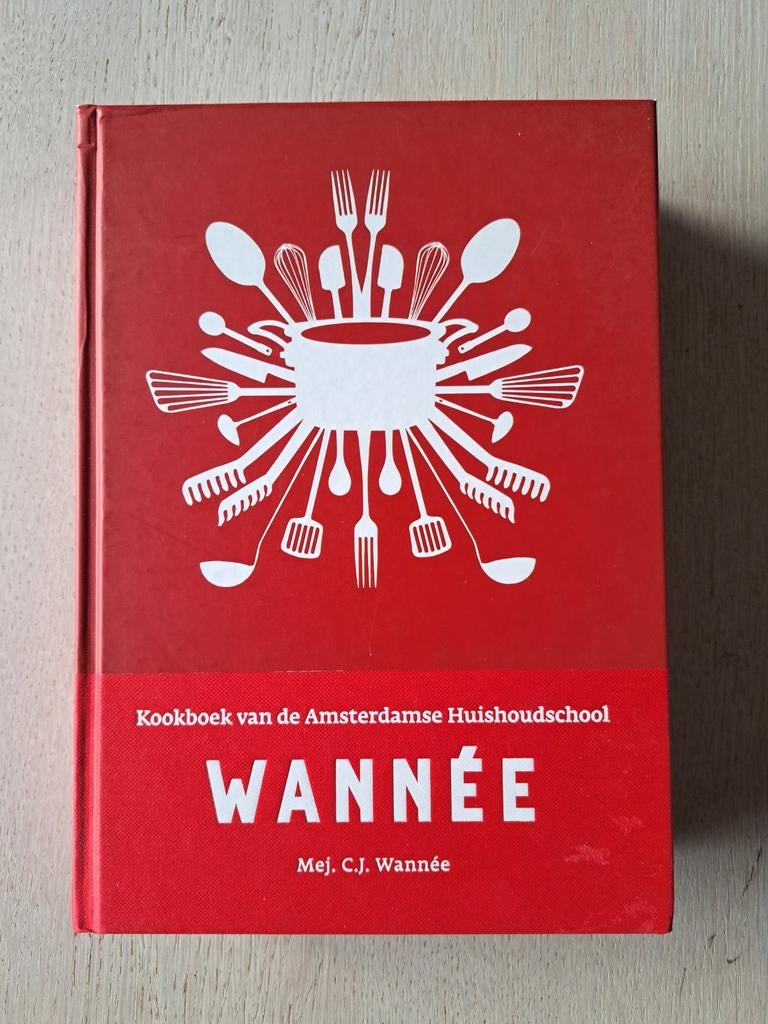 Kookboek van de Amsterdamse Huishoudschool
WANNÉE
Mej. C.J. Wannée